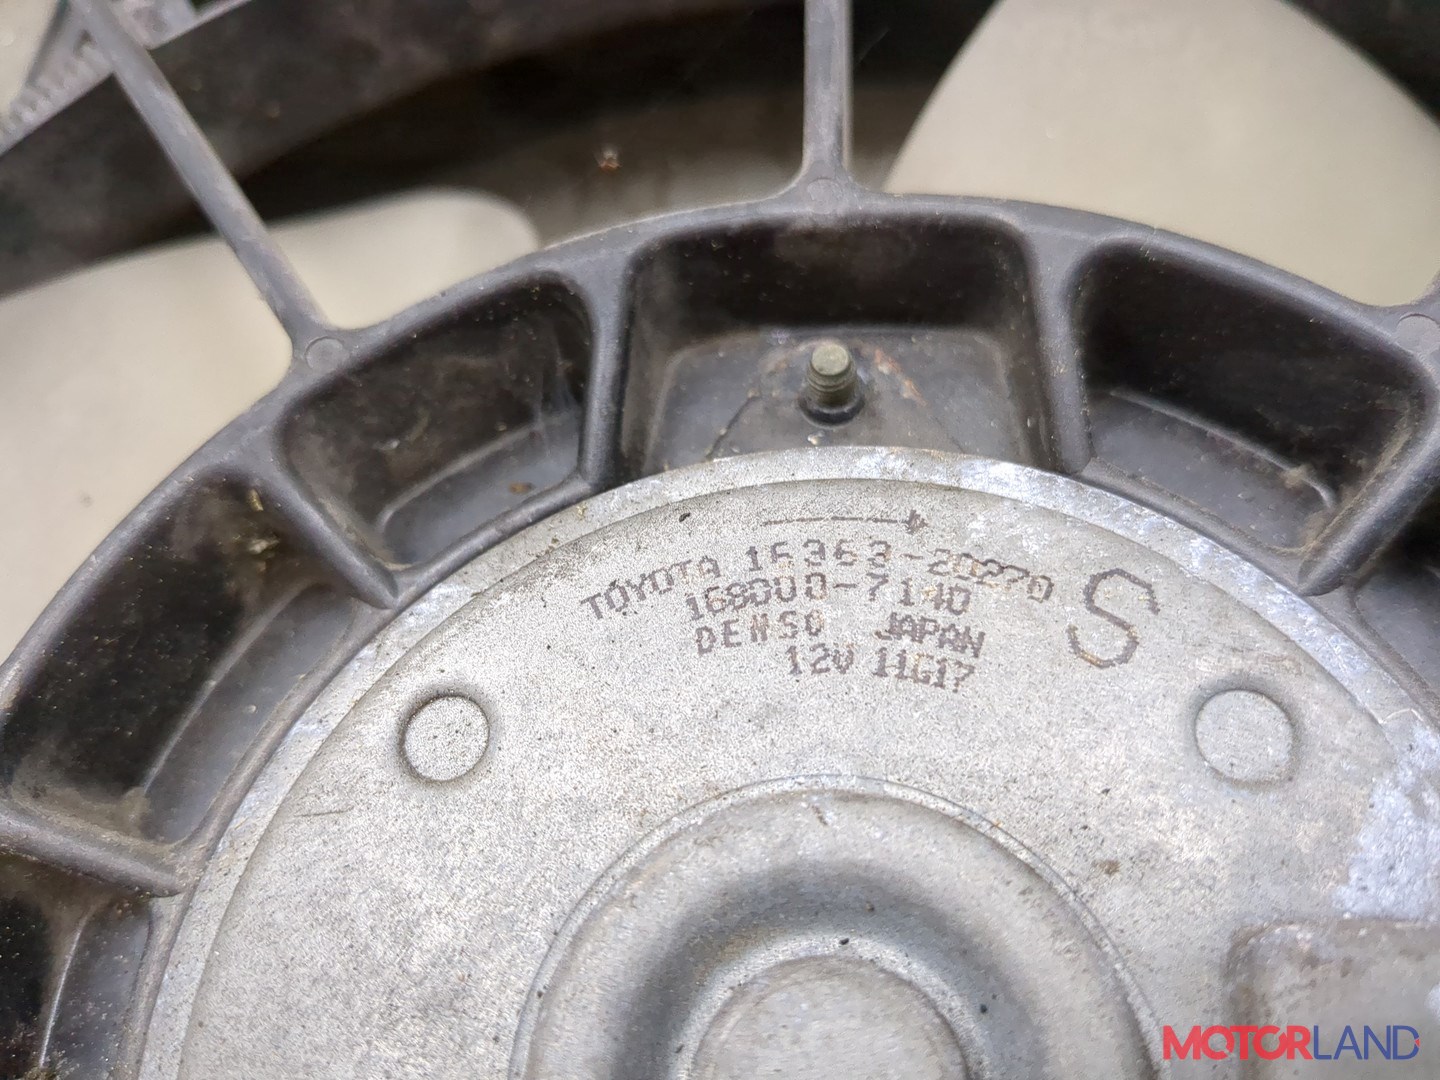 TOYOTA 16363-20270
168000-7140
S
DENSO JAPAN
12V 11G17
MOTORLAND